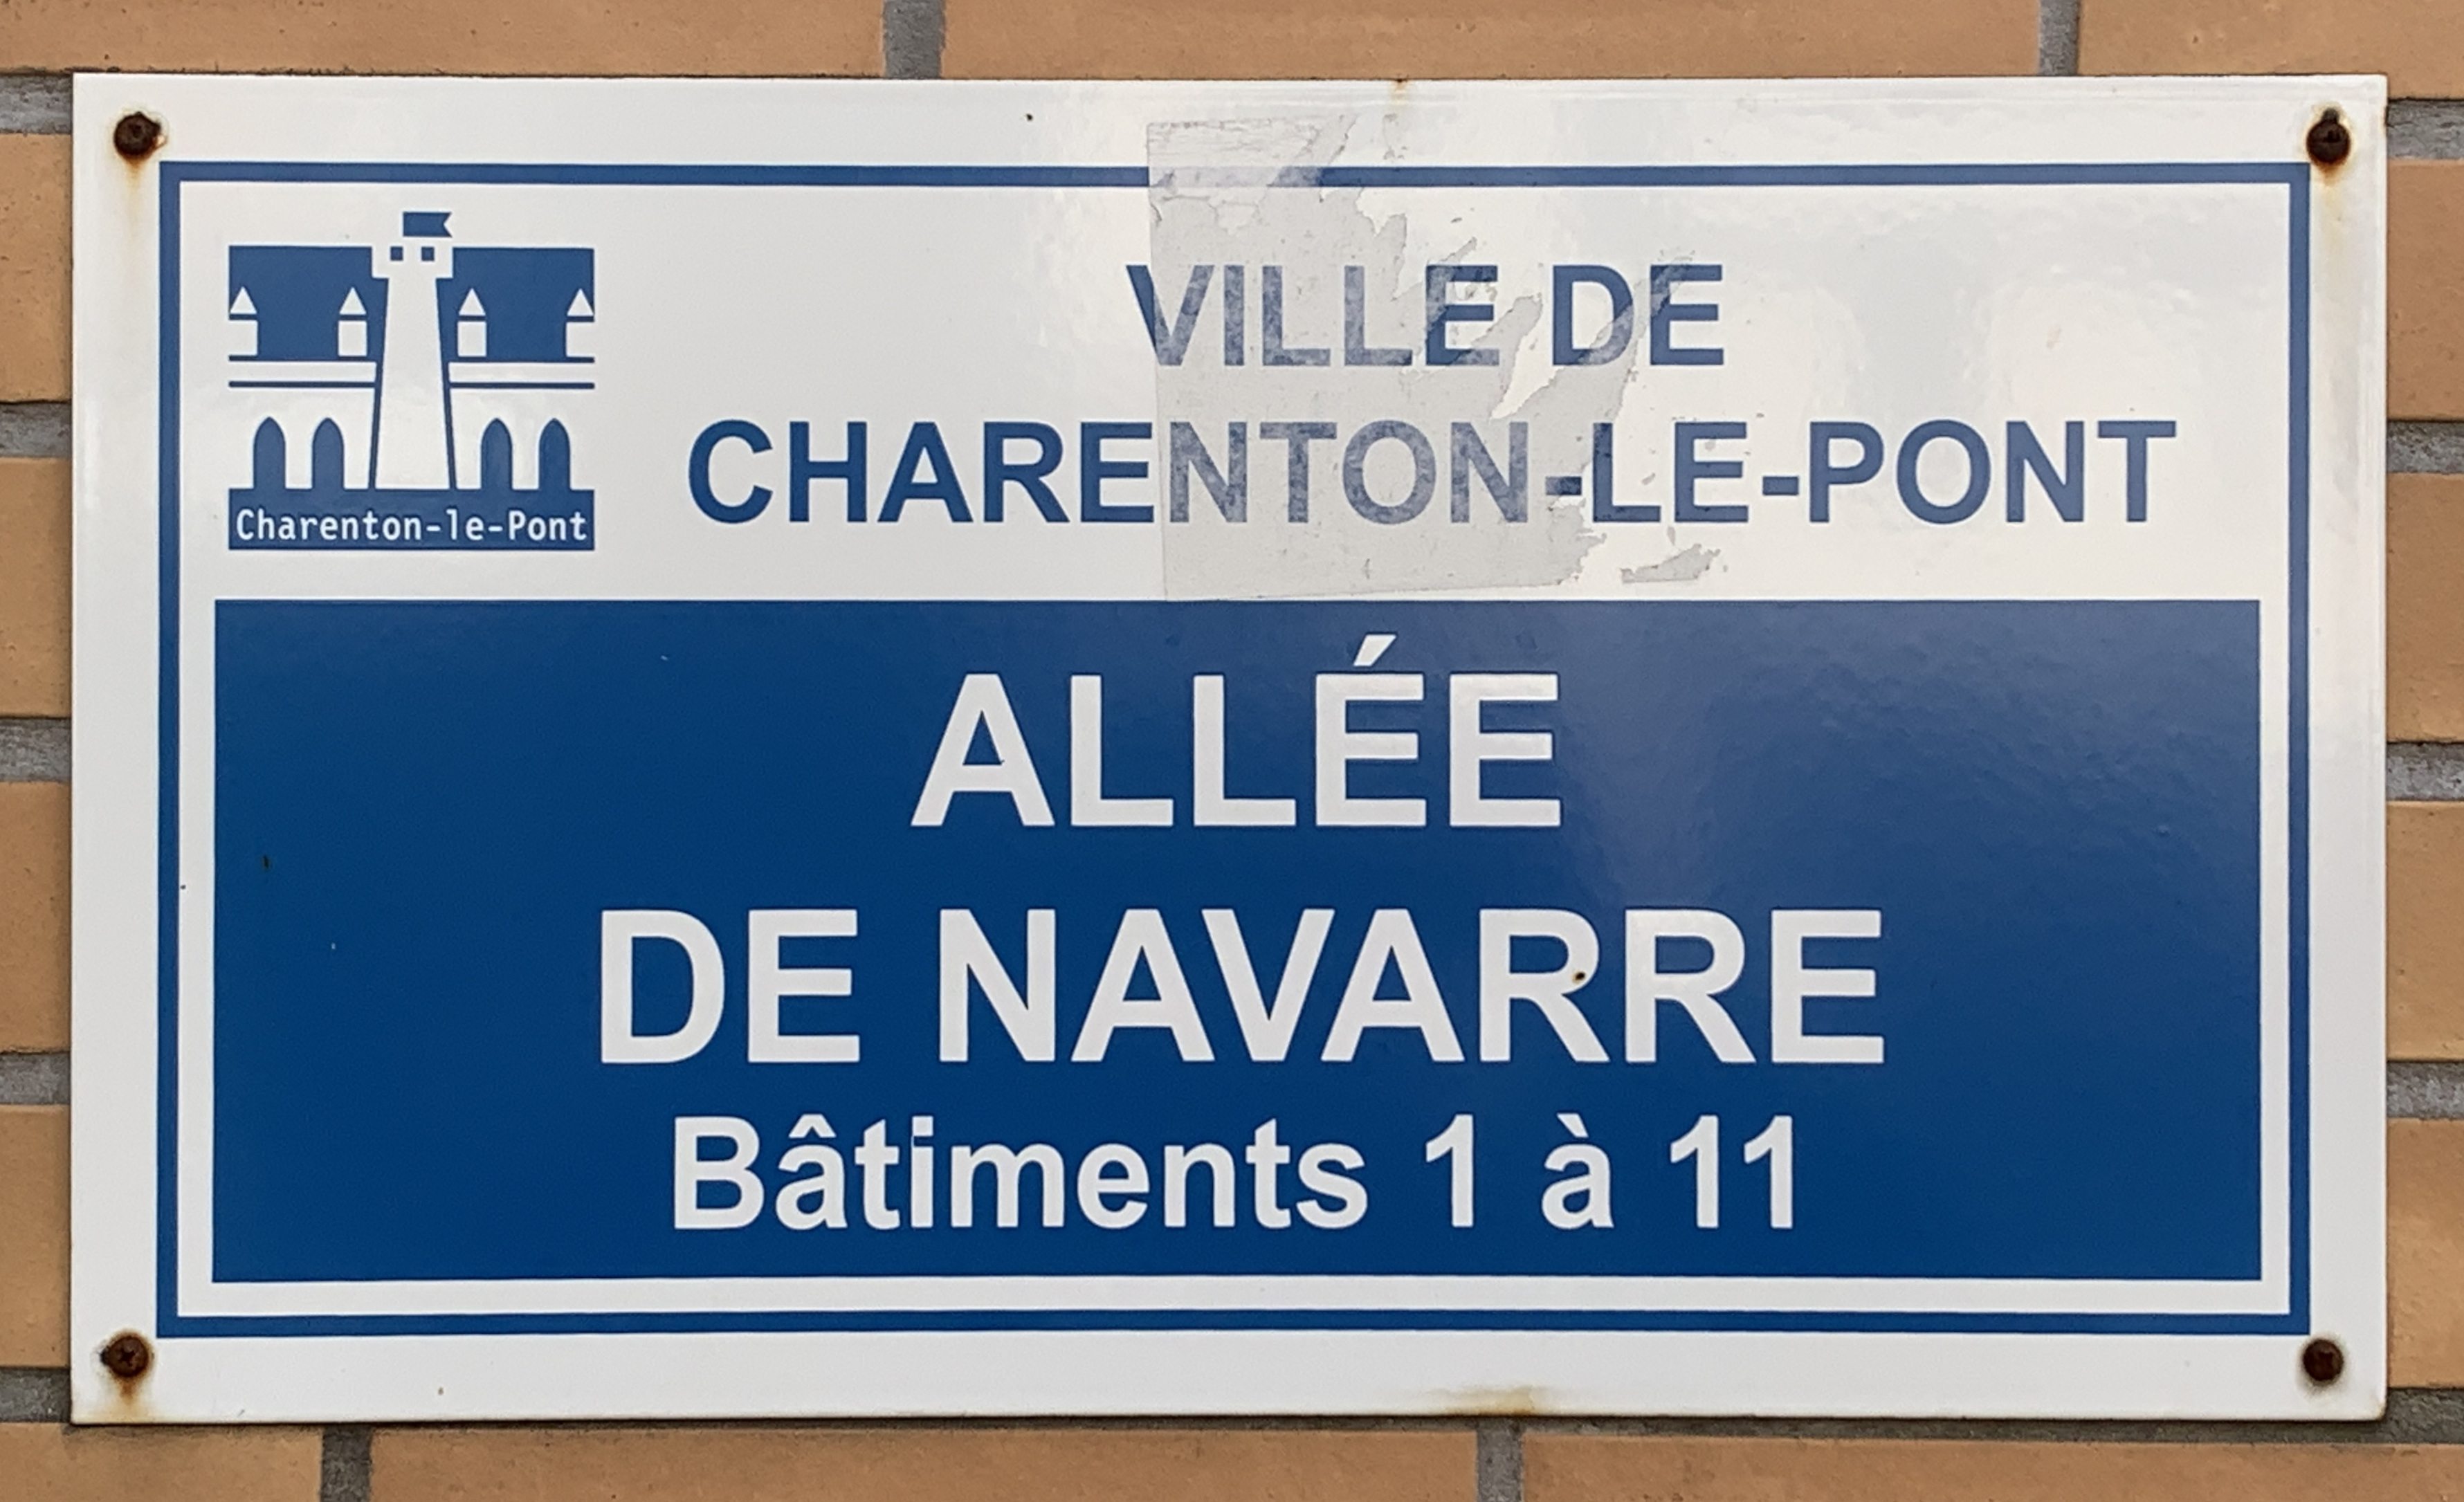 Charenton-le-Pont
VILLE DE
CHARENTON-LE-PONT
ALLÉE
DE NAVARRE
Bâtiments 1 à 11